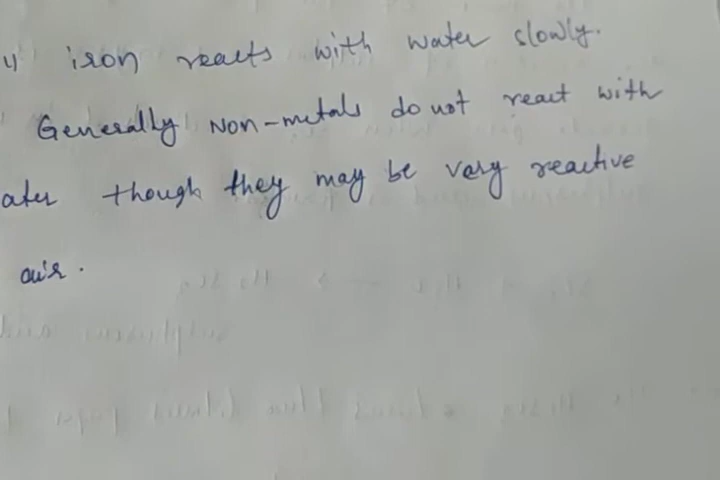 iron reacts with water slowly.
Generally Non-metals do not react with
ater though they may be very reactive
air.